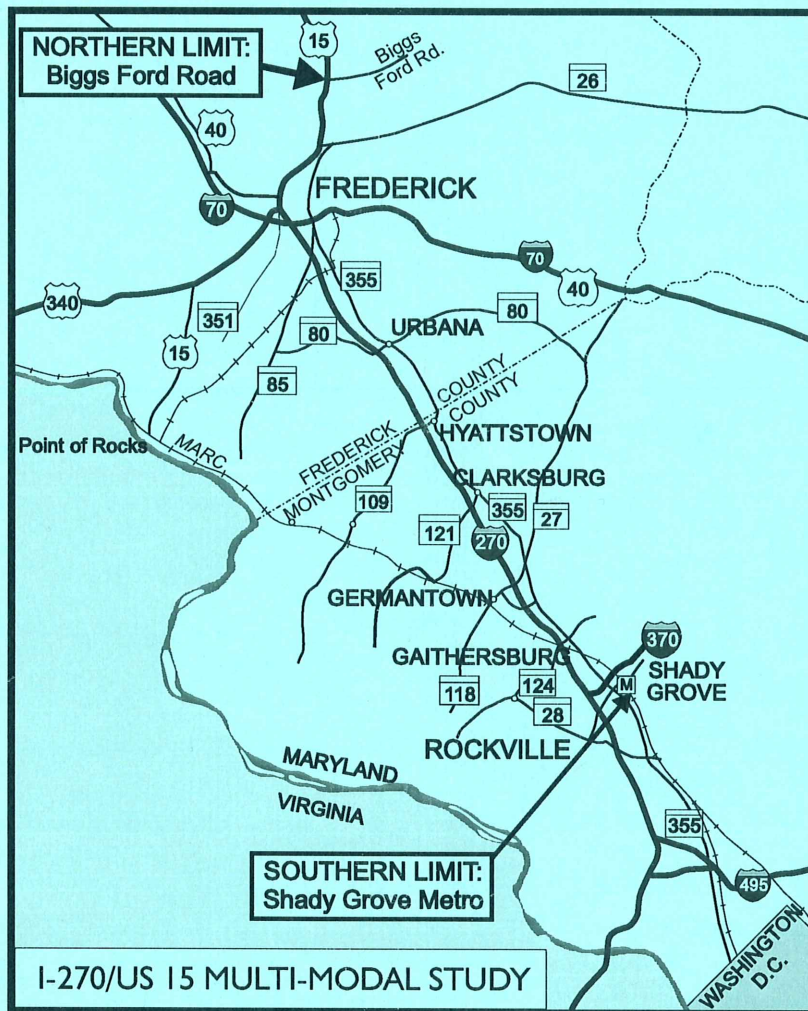 NORTHERN LIMIT:
Biggs Ford Road
15
Biggs
Ford Rd.
26
40
FREDERICK
70
70
40
355
340
351
80
80
URBANA
15
85
COUNTY
COUNTY
HYATTSTOWN
Point of Rocks
MARC
FREDERICK
MONTGOMERY
CLARKSBURG
109
355
27
121
270
GERMANTOWN
370
GAITHERSBURG
SHADY
GROVE
M
118
124
28
ROCKVILLE
MARYLAND
VIRGINIA
355
SOUTHERN LIMIT:
Shady Grove Metro
495
WASHINGTON
D.C.
I-270/US 15 MULTI-MODAL STUDY